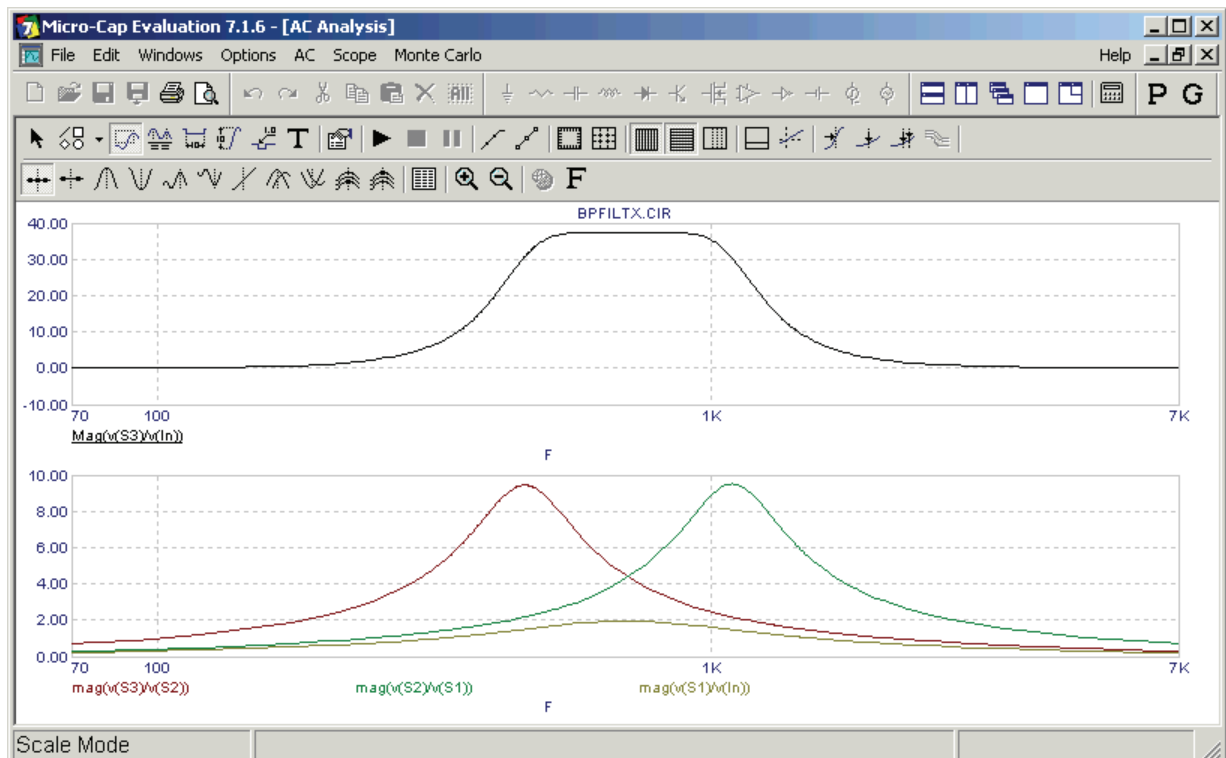 Micro-Cap Evaluation 7.1.6 - [AC Analysis]
File Edit Windows Options AC Scope Monte Carlo Help
P G
T
F
BPFILTX.CIR
40.00
30.00
20.00
10.00
0.00
-10.00
70 100 1K 7K
Mag(v(S3)/v(In))
F
10.00
8.00
6.00
4.00
2.00
0.00
70 100 1K 7K
mag(v(S3)/v(S2)) mag(v(S2)/v(S1)) mag(v(S1)/v(In))
F
Scale Mode